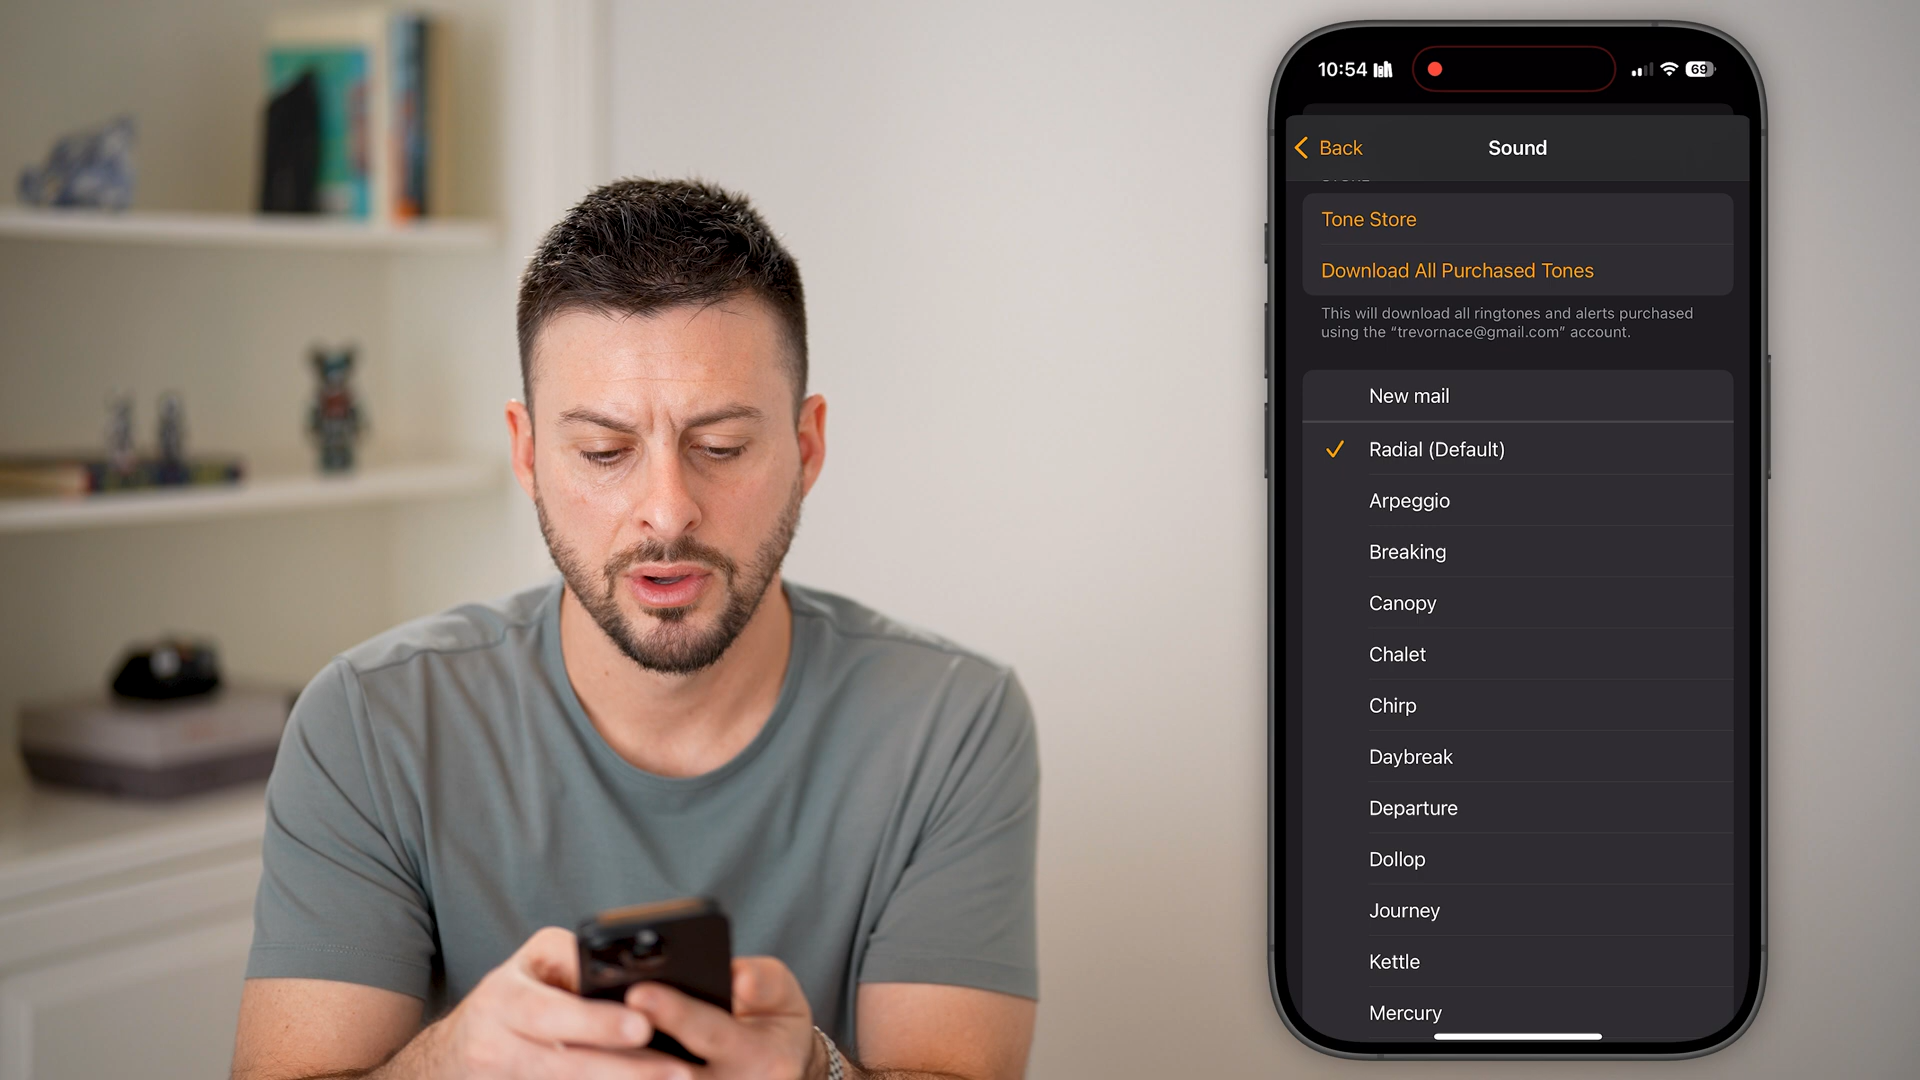 10:54
69
Back
Sound
Tone Store
Download All Purchased Tones
This will download all ringtones and alerts purchased
using the “trevornace@gmail.com” account.
New mail
Radial (Default)
Arpeggio
Breaking
Canopy
Chalet
Chirp
Daybreak
Departure
Dollop
Journey
Kettle
Mercury